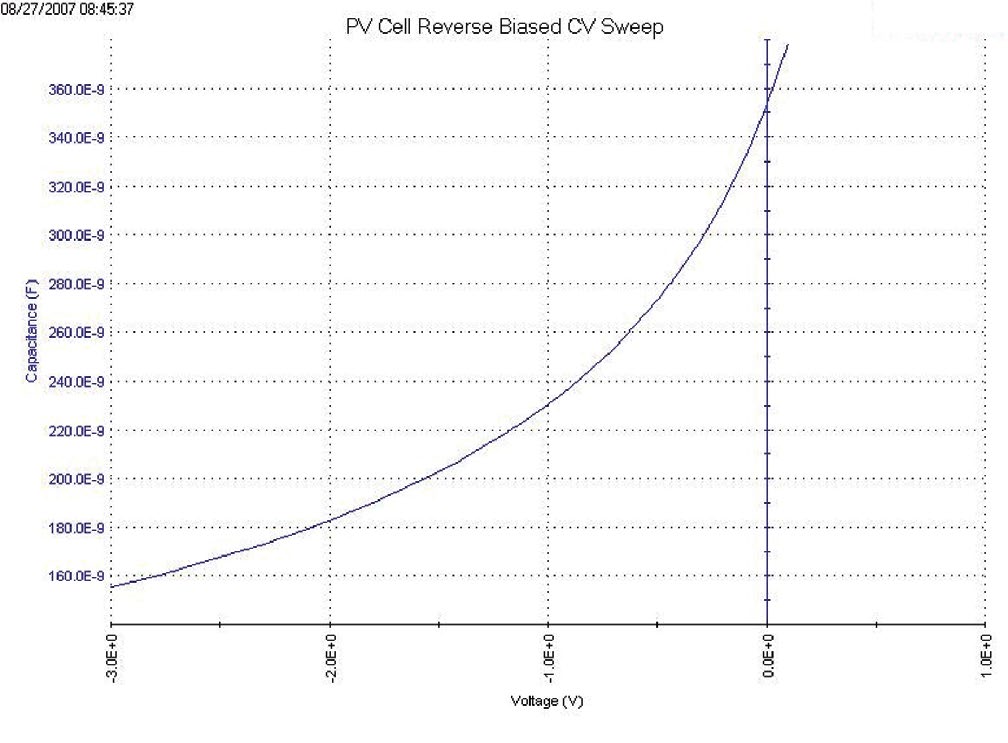 08/27/2007 08:45:37
PV Cell Reverse Biased CV Sweep
360.0E-9
340.0E-9
320.0E-9
300.0E-9
280.0E-9
260.0E-9
240.0E-9
220.0E-9
200.0E-9
180.0E-9
160.0E-9
Capacitance (F)
-3.0E+0
-2.0E+0
-1.0E+0
0.0E+0
1.0E+0
Voltage (V)